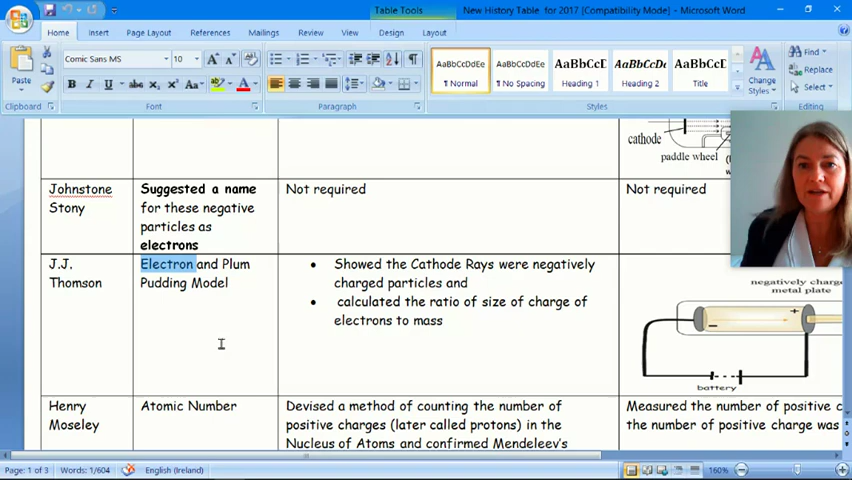 Table Tools
New History Table for 2017 [Compatibility Mode] - Microsoft Word
Home
Insert
Page Layout
References
Mailings
Review
View
Design
Layout
Paste
Clipboard
Comic Sans MS
10
Font
Paragraph
AaBbCcDdEe
¶ Normal
AaBbCcDdEe
¶ No Spacing
AaBbCcD
Heading 1
AaBbCcDc
Heading 2
AaBbCcD
Title
Change
Styles
Styles
Find
Replace
Select
Editing
cathode
paddle wheel
Johnstone
Stony
Suggested a name
for these negative
particles as
electrons
Not required
Not required
J.J.
Thomson
Electron and Plum
Pudding Model
• Showed the Cathode Rays were negatively
charged particles and
• calculated the ratio of size of charge of
electrons to mass
negatively charg
metal plate
battery
Henry
Moseley
Atomic Number
Devised a method of counting the number of
positive charges (later called protons) in the
Nucleus of Atoms and confirmed Mendeleev's
Measured the number of positive c
the number of positive charge was
Page: 1 of 3
Words: 1/604
English (Ireland)
160%